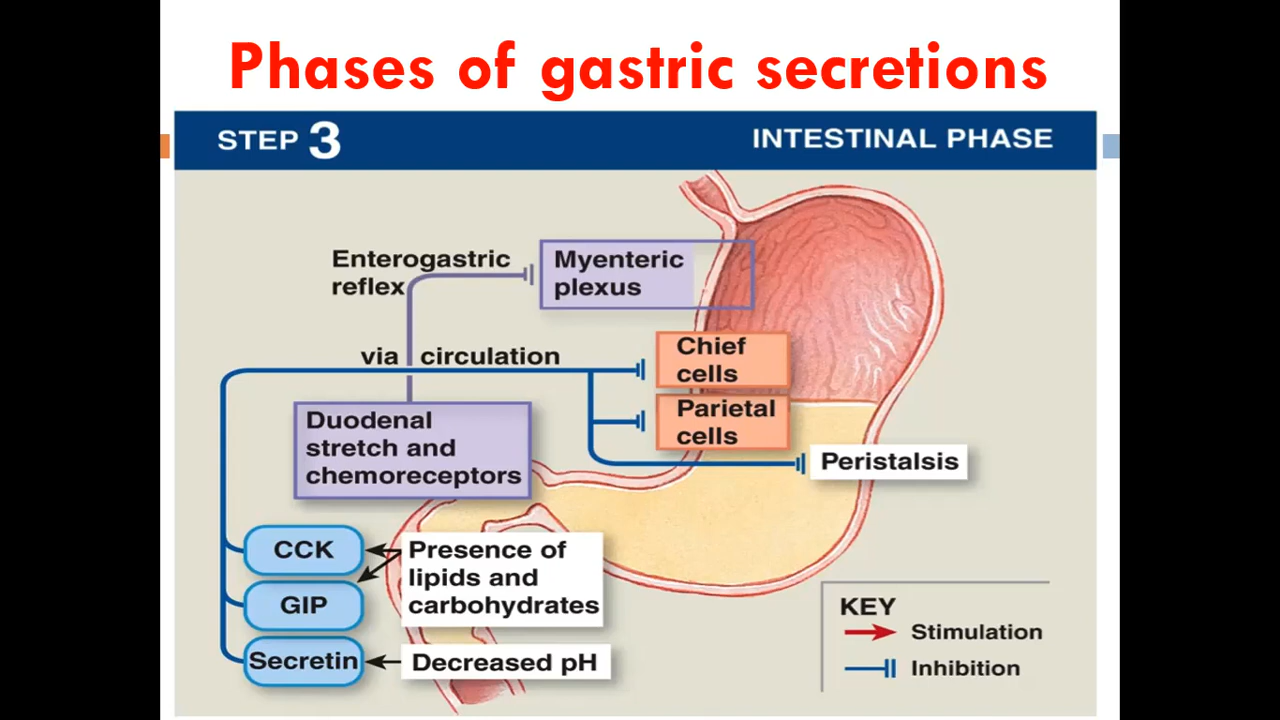 Phases of gastric secretions
STEP 3
INTESTINAL PHASE
Enterogastric
reflex
Myenteric
plexus
via circulation
Chief
cells
Parietal
cells
Duodenal
stretch and
chemoreceptors
Peristalsis
CCK
GIP
Secretin
Presence of
lipids and
carbohydrates
Decreased pH
KEY
Stimulation
Inhibition